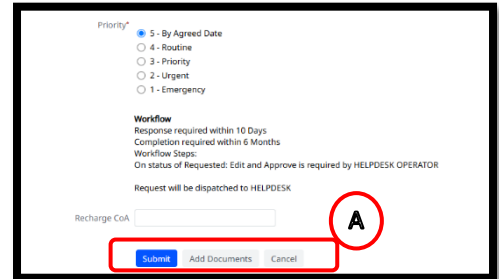 Priority*
5 - By Agreed Date
4 - Routine
3 - Priority
2 - Urgent
1 - Emergency
Workflow
Response required within 10 Days
Completion required within 6 Months
Workflow Steps:
On status of Requested: Edit and Approve is required by HELPDESK OPERATOR
Request will be dispatched to HELPDESK
Recharge CoA
A
Submit Add Documents Cancel